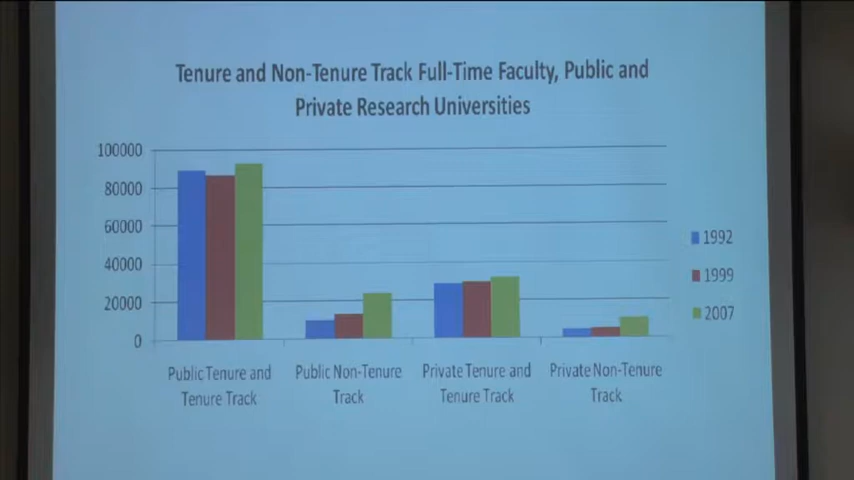 Tenure and Non-Tenure Track Full-Time Faculty, Public and
Private Research Universities
100000
80000
60000
40000
20000
0
1992
1999
2007
Public Tenure and
Tenure Track
Public Non-Tenure
Track
Private Tenure and
Tenure Track
Private Non-Tenure
Track